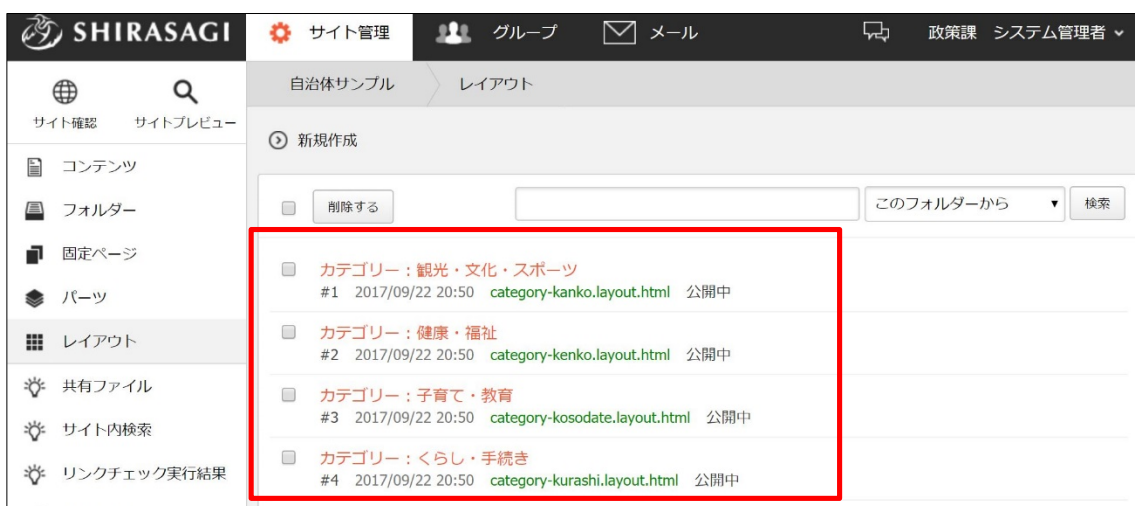 SHIRASAGI サイト管理 グループ メール 政策課 システム管理者
サイト確認 サイトプレビュー
コンテンツ
フォルダー
固定ページ
パーツ
レイアウト
共有ファイル
サイト内検索
リンクチェック実行結果
自治体サンプル レイアウト
新規作成
削除する このフォルダーから 検索
カテゴリー：観光・文化・スポーツ
#1 2017/09/22 20:50 category-kanko.layout.html 公開中
カテゴリー：健康・福祉
#2 2017/09/22 20:50 category-kenko.layout.html 公開中
カテゴリー：子育て・教育
#3 2017/09/22 20:50 category-kosodate.layout.html 公開中
カテゴリー：くらし・手続き
#4 2017/09/22 20:50 category-kurashi.layout.html 公開中